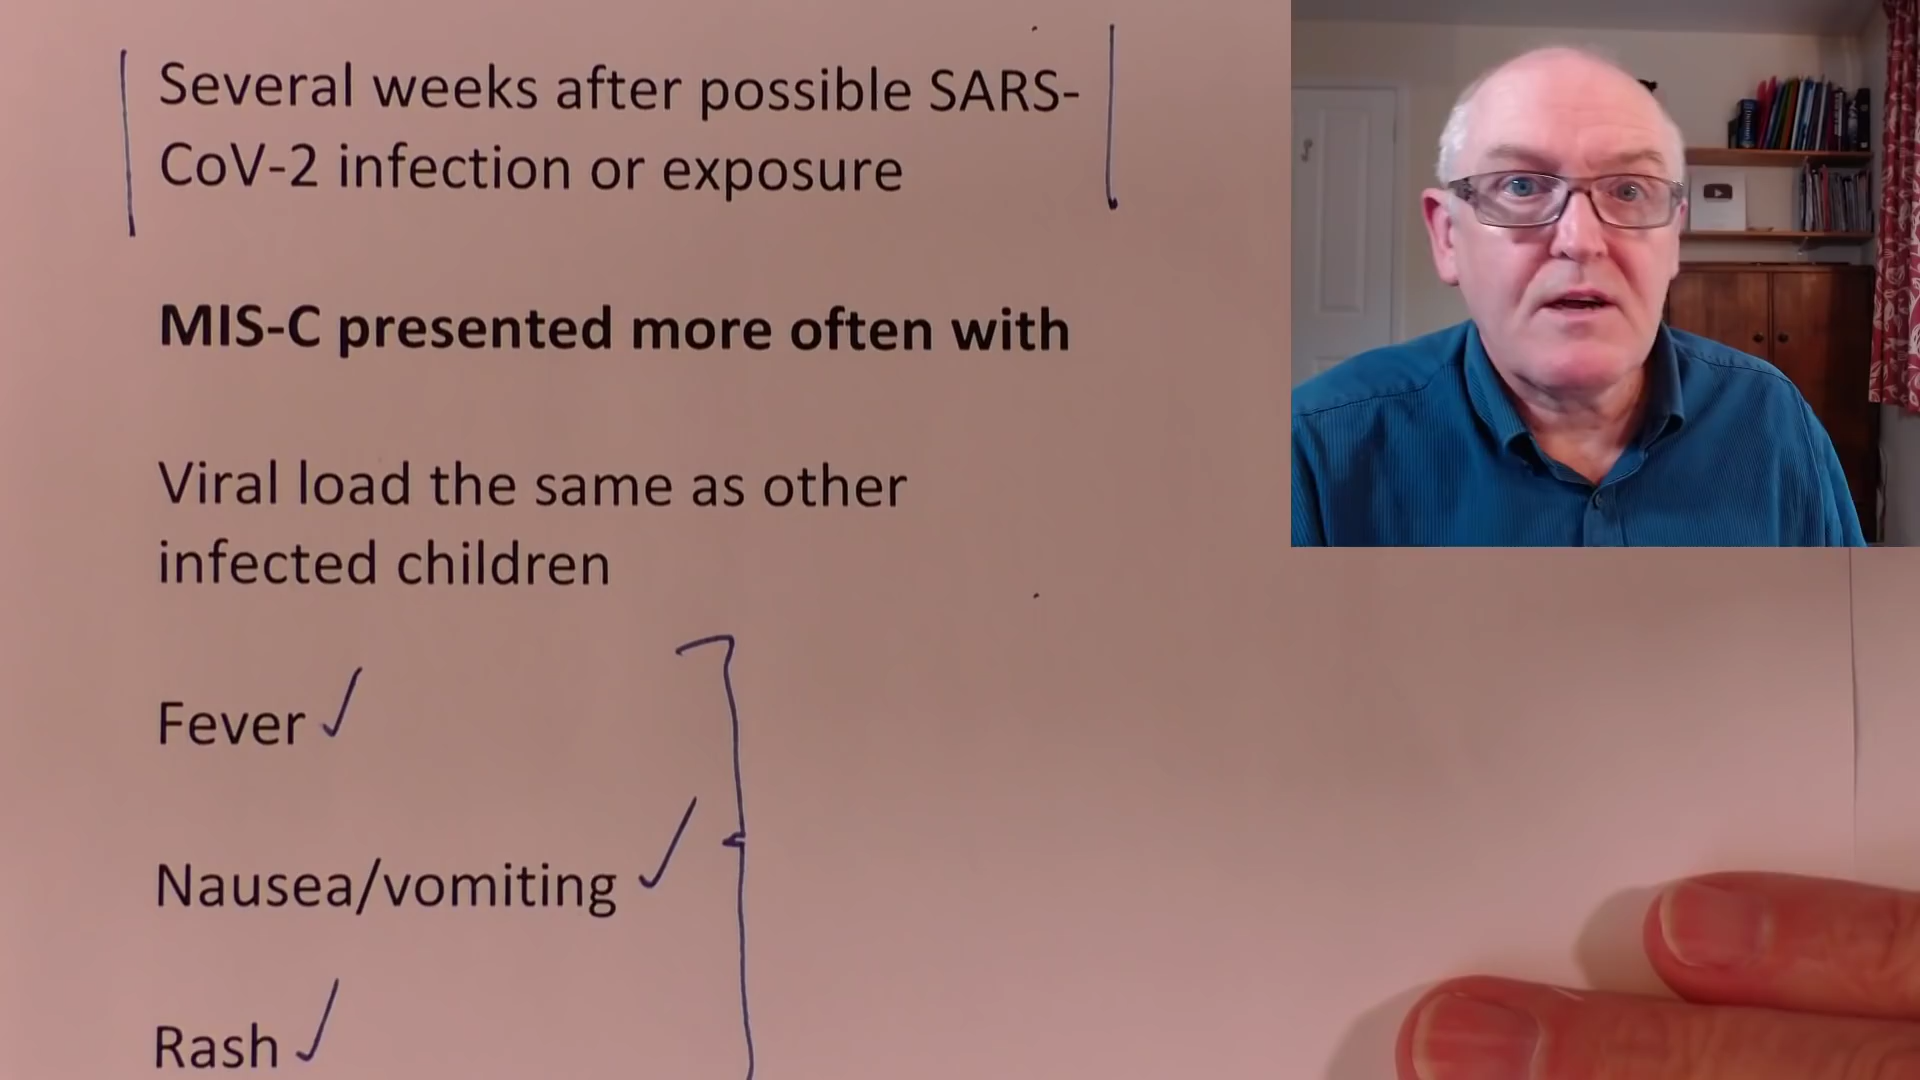 Several weeks after possible SARS-
CoV-2 infection or exposure
MIS-C presented more often with
Viral load the same as other
infected children
Fever
Nausea/vomiting
Rash